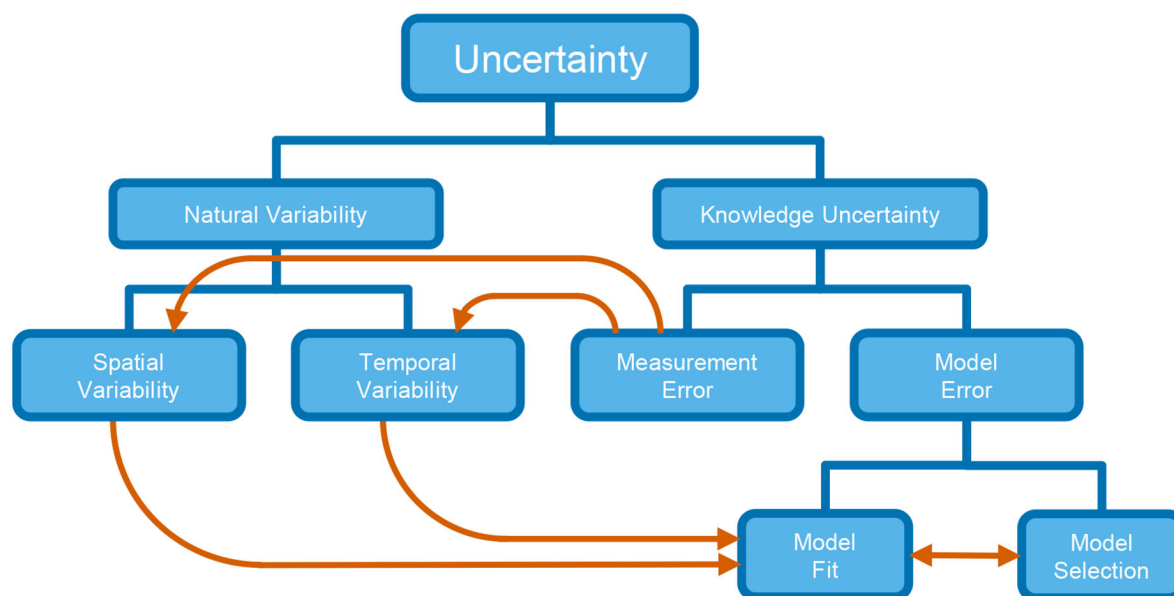 Uncertainty
Natural Variability
Knowledge Uncertainty
Spatial
Variability
Temporal
Variability
Measurement
Error
Model
Error
Model
Fit
Model
Selection